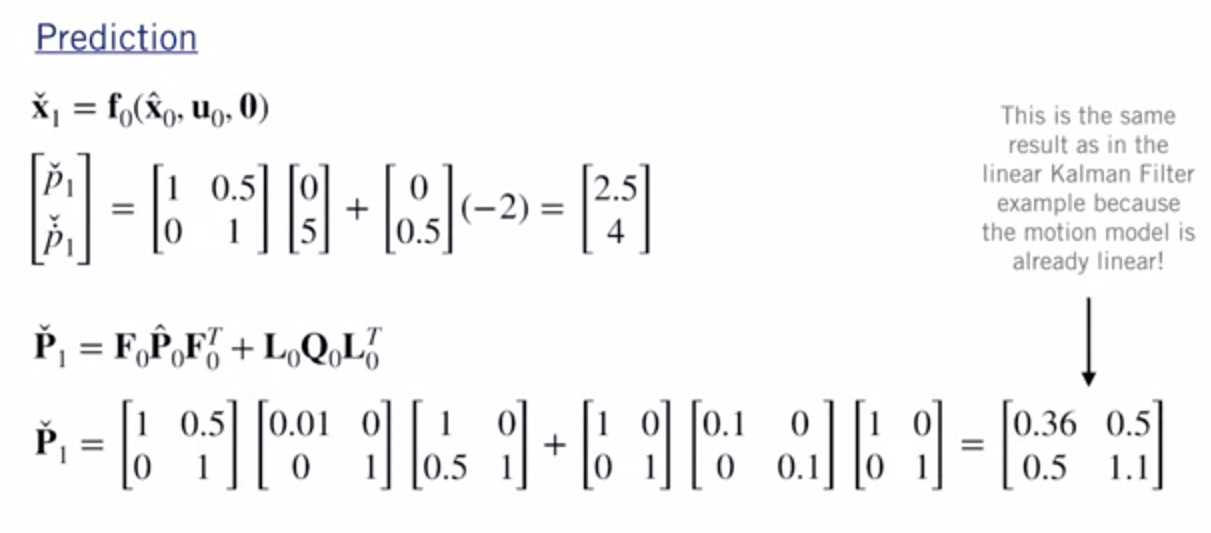 Prediction
x̌₁ = f₀(x̂₀, u₀, 0)
[p̌₁; p̌̇₁] = [1 0.5; 0 1] [0; 5] + [0; 0.5] (−2) = [2.5; 4]
This is the same
result as in the
linear Kalman Filter
example because
the motion model is
already linear!
P̌₁ = F₀P̂₀F₀ᵀ + L₀Q₀L₀ᵀ
P̌₁ = [1 0.5; 0 1] [0.01 0; 0 1] [1 0; 0.5 1] + [1 0; 0 1] [0.1 0; 0 0.1] [1 0; 0 1] = [0.36 0.5; 0.5 1.1]